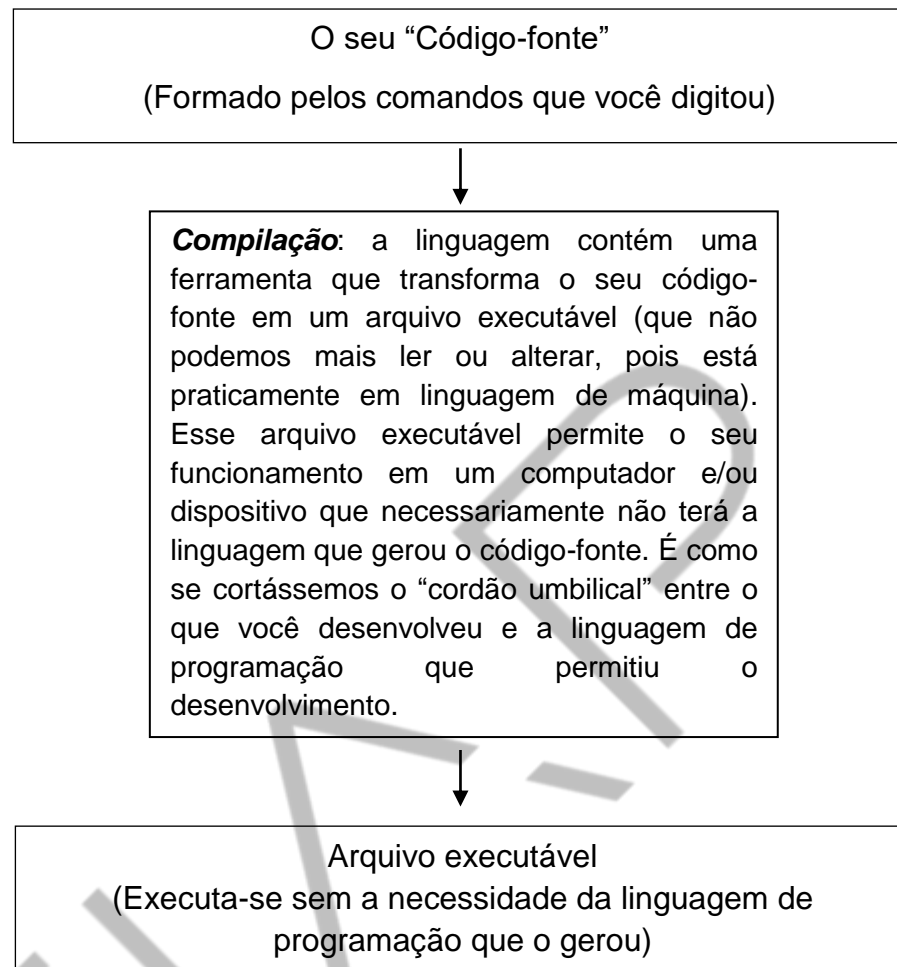 O seu “Código-fonte”
(Formado pelos comandos que você digitou)
Compilação: a linguagem contém uma
ferramenta que transforma o seu código-
fonte em um arquivo executável (que não
podemos mais ler ou alterar, pois está
praticamente em linguagem de máquina).
Esse arquivo executável permite o seu
funcionamento em um computador e/ou
dispositivo que necessariamente não terá a
linguagem que gerou o código-fonte. É como
se cortássemos o “cordão umbilical” entre o
que você desenvolveu e a linguagem de
programação que permitiu o
desenvolvimento.
Arquivo executável
(Executa-se sem a necessidade da linguagem de
programação que o gerou)